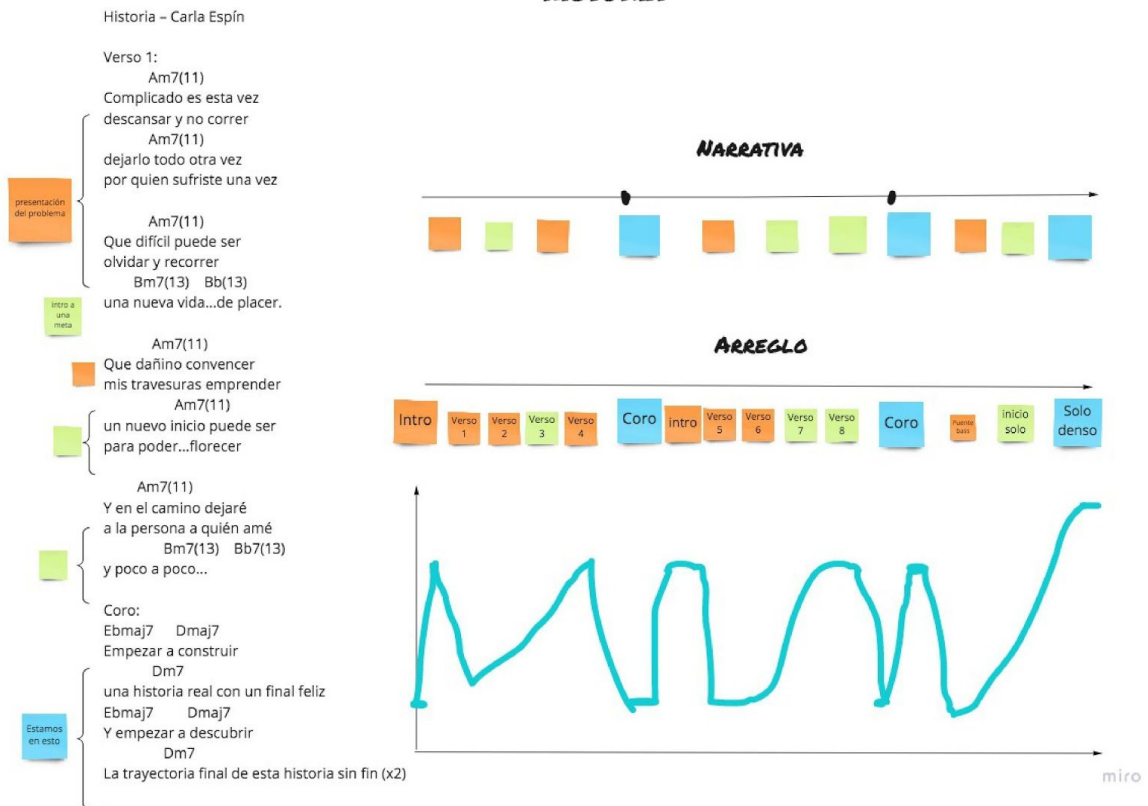 Historia – Carla Espín
Verso 1:
Am7(11)
Complicado es esta vez
descansar y no correr
Am7(11)
dejarlo todo otra vez
por quien sufriste una vez
presentación
del problema
Am7(11)
Que difícil puede ser
olvidar y recorrer
Bm7(13) Bb(13)
una nueva vida...de placer.
intro a
una
meta
Am7(11)
Que dañino convencer
mis travesuras emprender
Am7(11)
un nuevo inicio puede ser
para poder...florecer
Am7(11)
Y en el camino dejaré
a la persona a quién amé
Bm7(13) Bb7(13)
y poco a poco...
Coro:
Ebmaj7 Dmaj7
Empezar a construir
Dm7
una historia real con un final feliz
Ebmaj7 Dmaj7
Y empezar a descubrir
Dm7
La trayectoria final de esta historia sin fin (x2)
Estamos
en esto
NARRATIVA
ARREGLO
Intro
Verso
1
Verso
2
Verso
3
Verso
4
Coro
intro
Verso
5
Verso
6
Verso
7
Verso
8
Coro
Puente
bass
inicio
solo
Solo
denso
miro